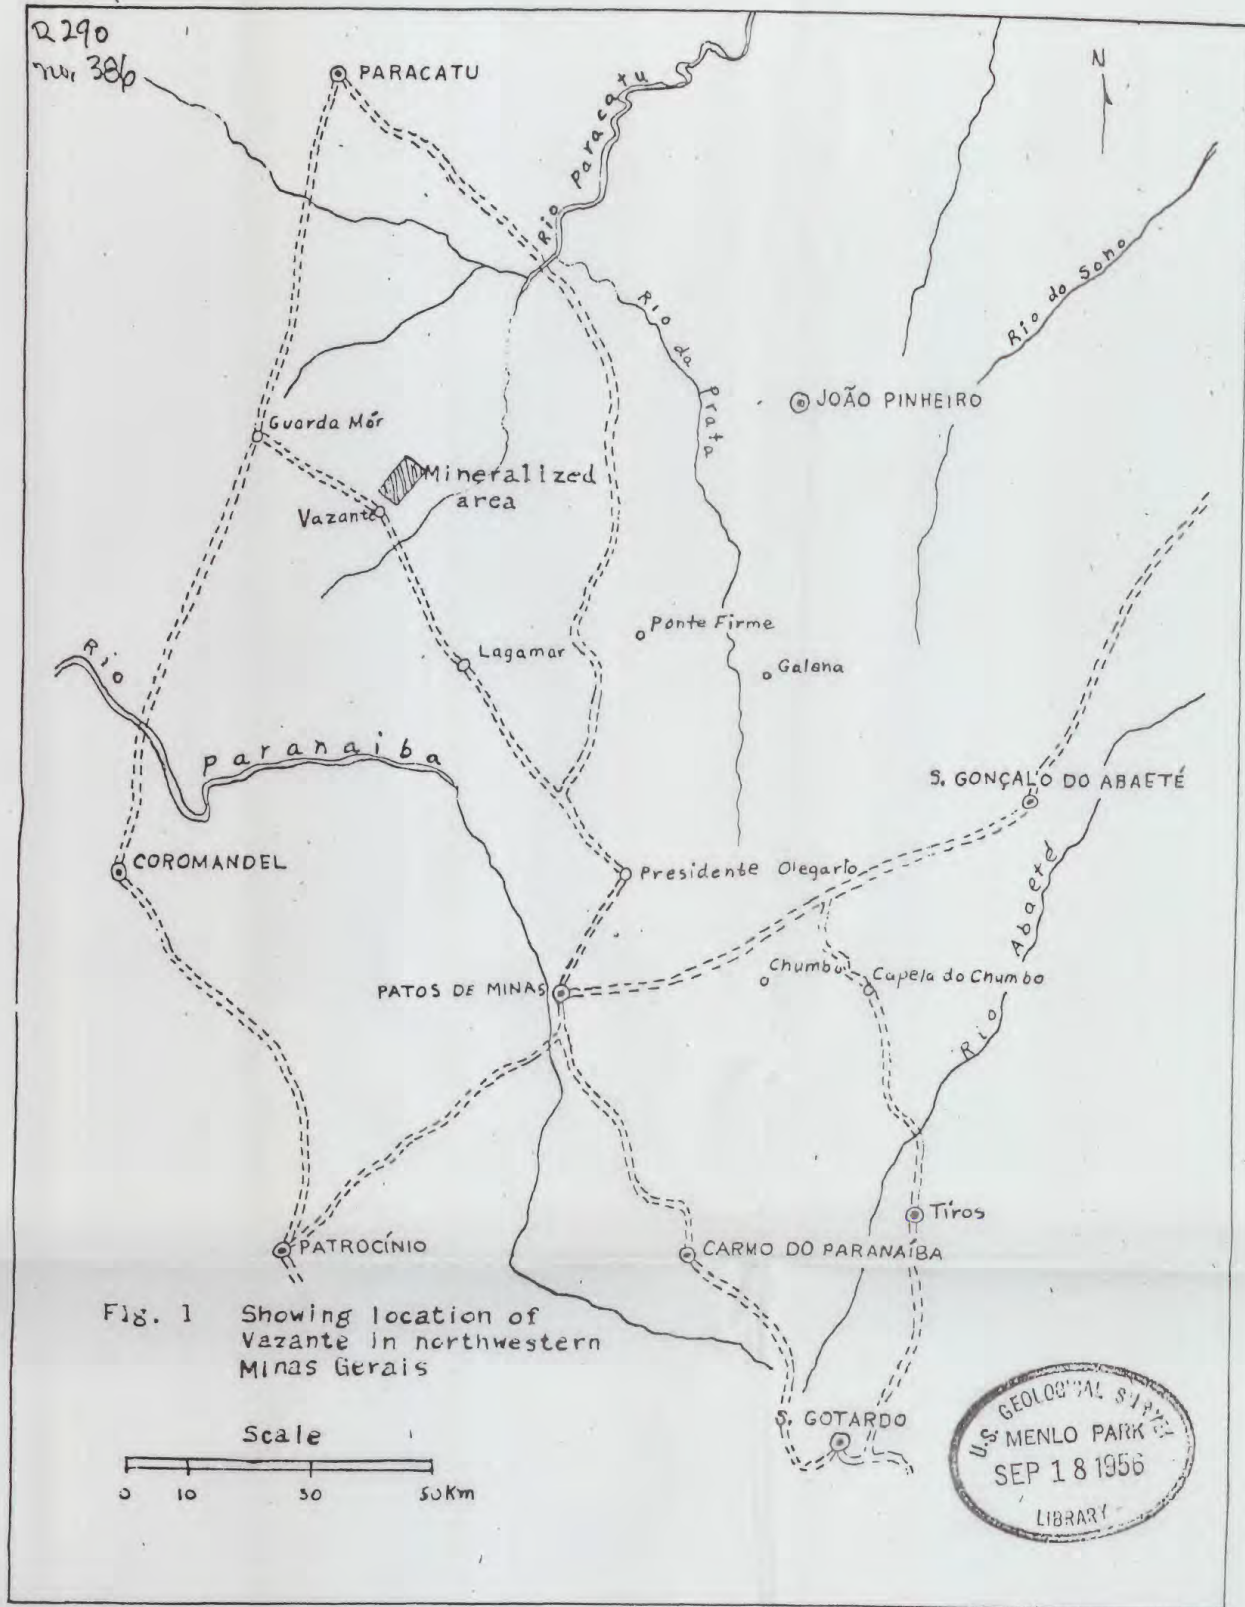 R290
no. 386
PARACATU
N
Rio Paracatu
Rio do Sono
Rio da Prata
JOÃO PINHEIRO
Guarda Mór
Mineralized
area
Vazante
Ponte Firme
Lagamar
Galena
Rio Paranaiba
S. GONÇALO DO ABAETÉ
COROMANDEL
Presidente Olegario
Rio Abaeté
Chumbo
Capela do Chumbo
PATOS DE MINAS
Tiros
PATROCÍNIO
CARMO DO PARANAÍBA
Fig. 1 Showing location of
Vazante in northwestern
Minas Gerais
S. GOTARDO
Scale
0 10 30 50Km
U.S. GEOLOGICAL SURVEY
MENLO PARK
SEP 18 1956
LIBRARY